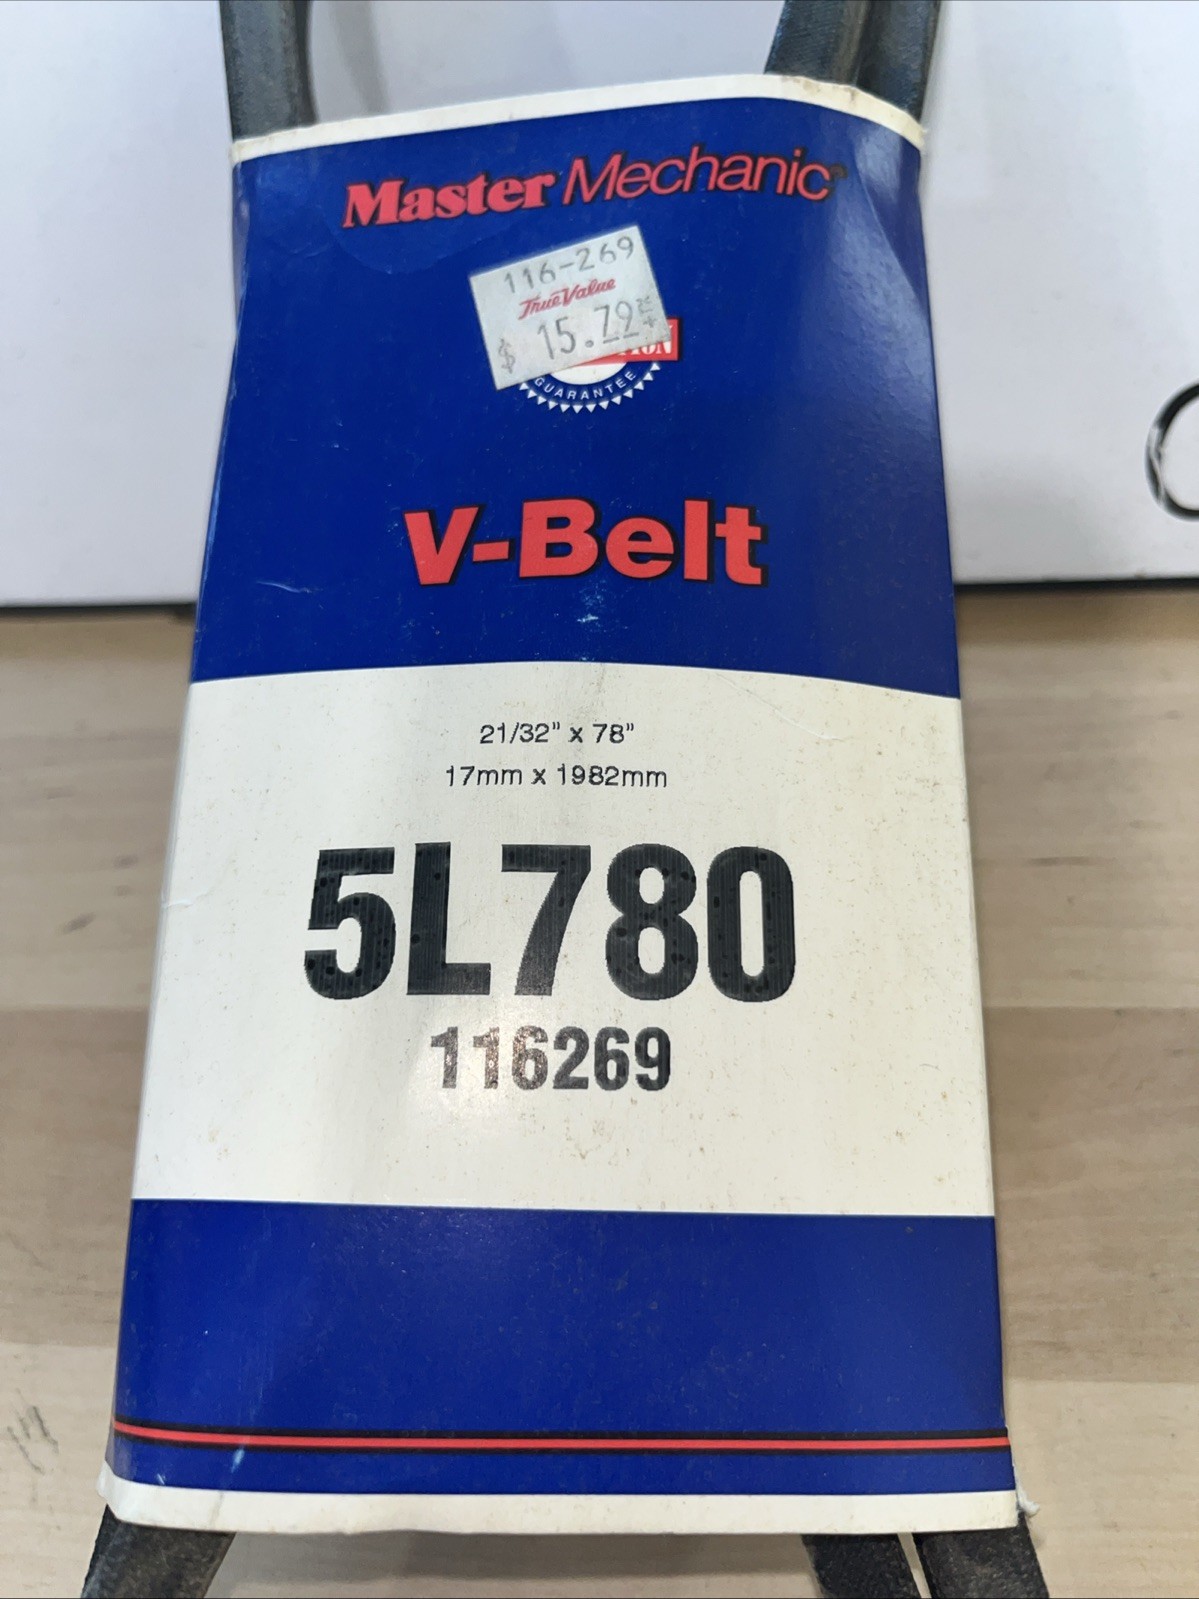 Master Mechanic
116-269
True Value
$ 15.79
GUARANTEE
V-Belt
21/32" x 78"
17mm x 1982mm
5L780
116269